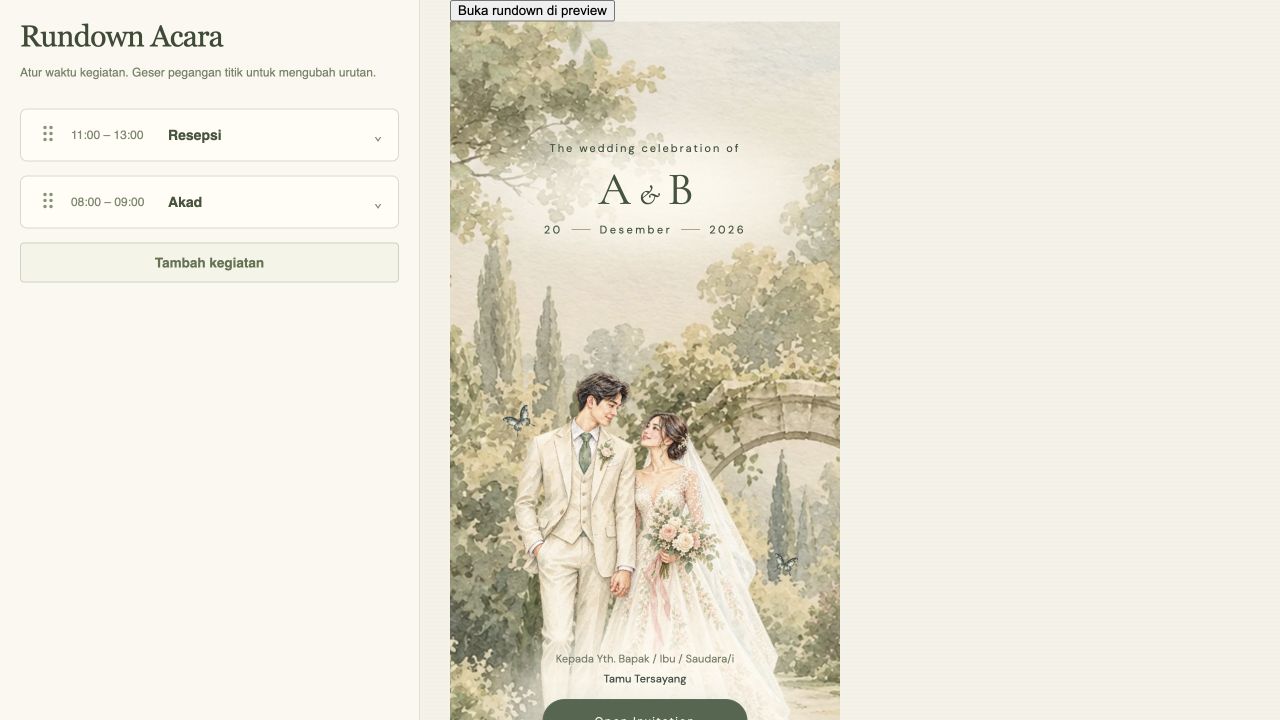 Rundown Acara
Atur waktu kegiatan. Geser pegangan titik untuk mengubah urutan.
11:00 – 13:00 Resepsi
08:00 – 09:00 Akad
Tambah kegiatan
Buka rundown di preview
The wedding celebration of
A & B
20 — Desember — 2026
Kepada Yth. Bapak / Ibu / Saudara/i
Tamu Tersayang
Open Invitation